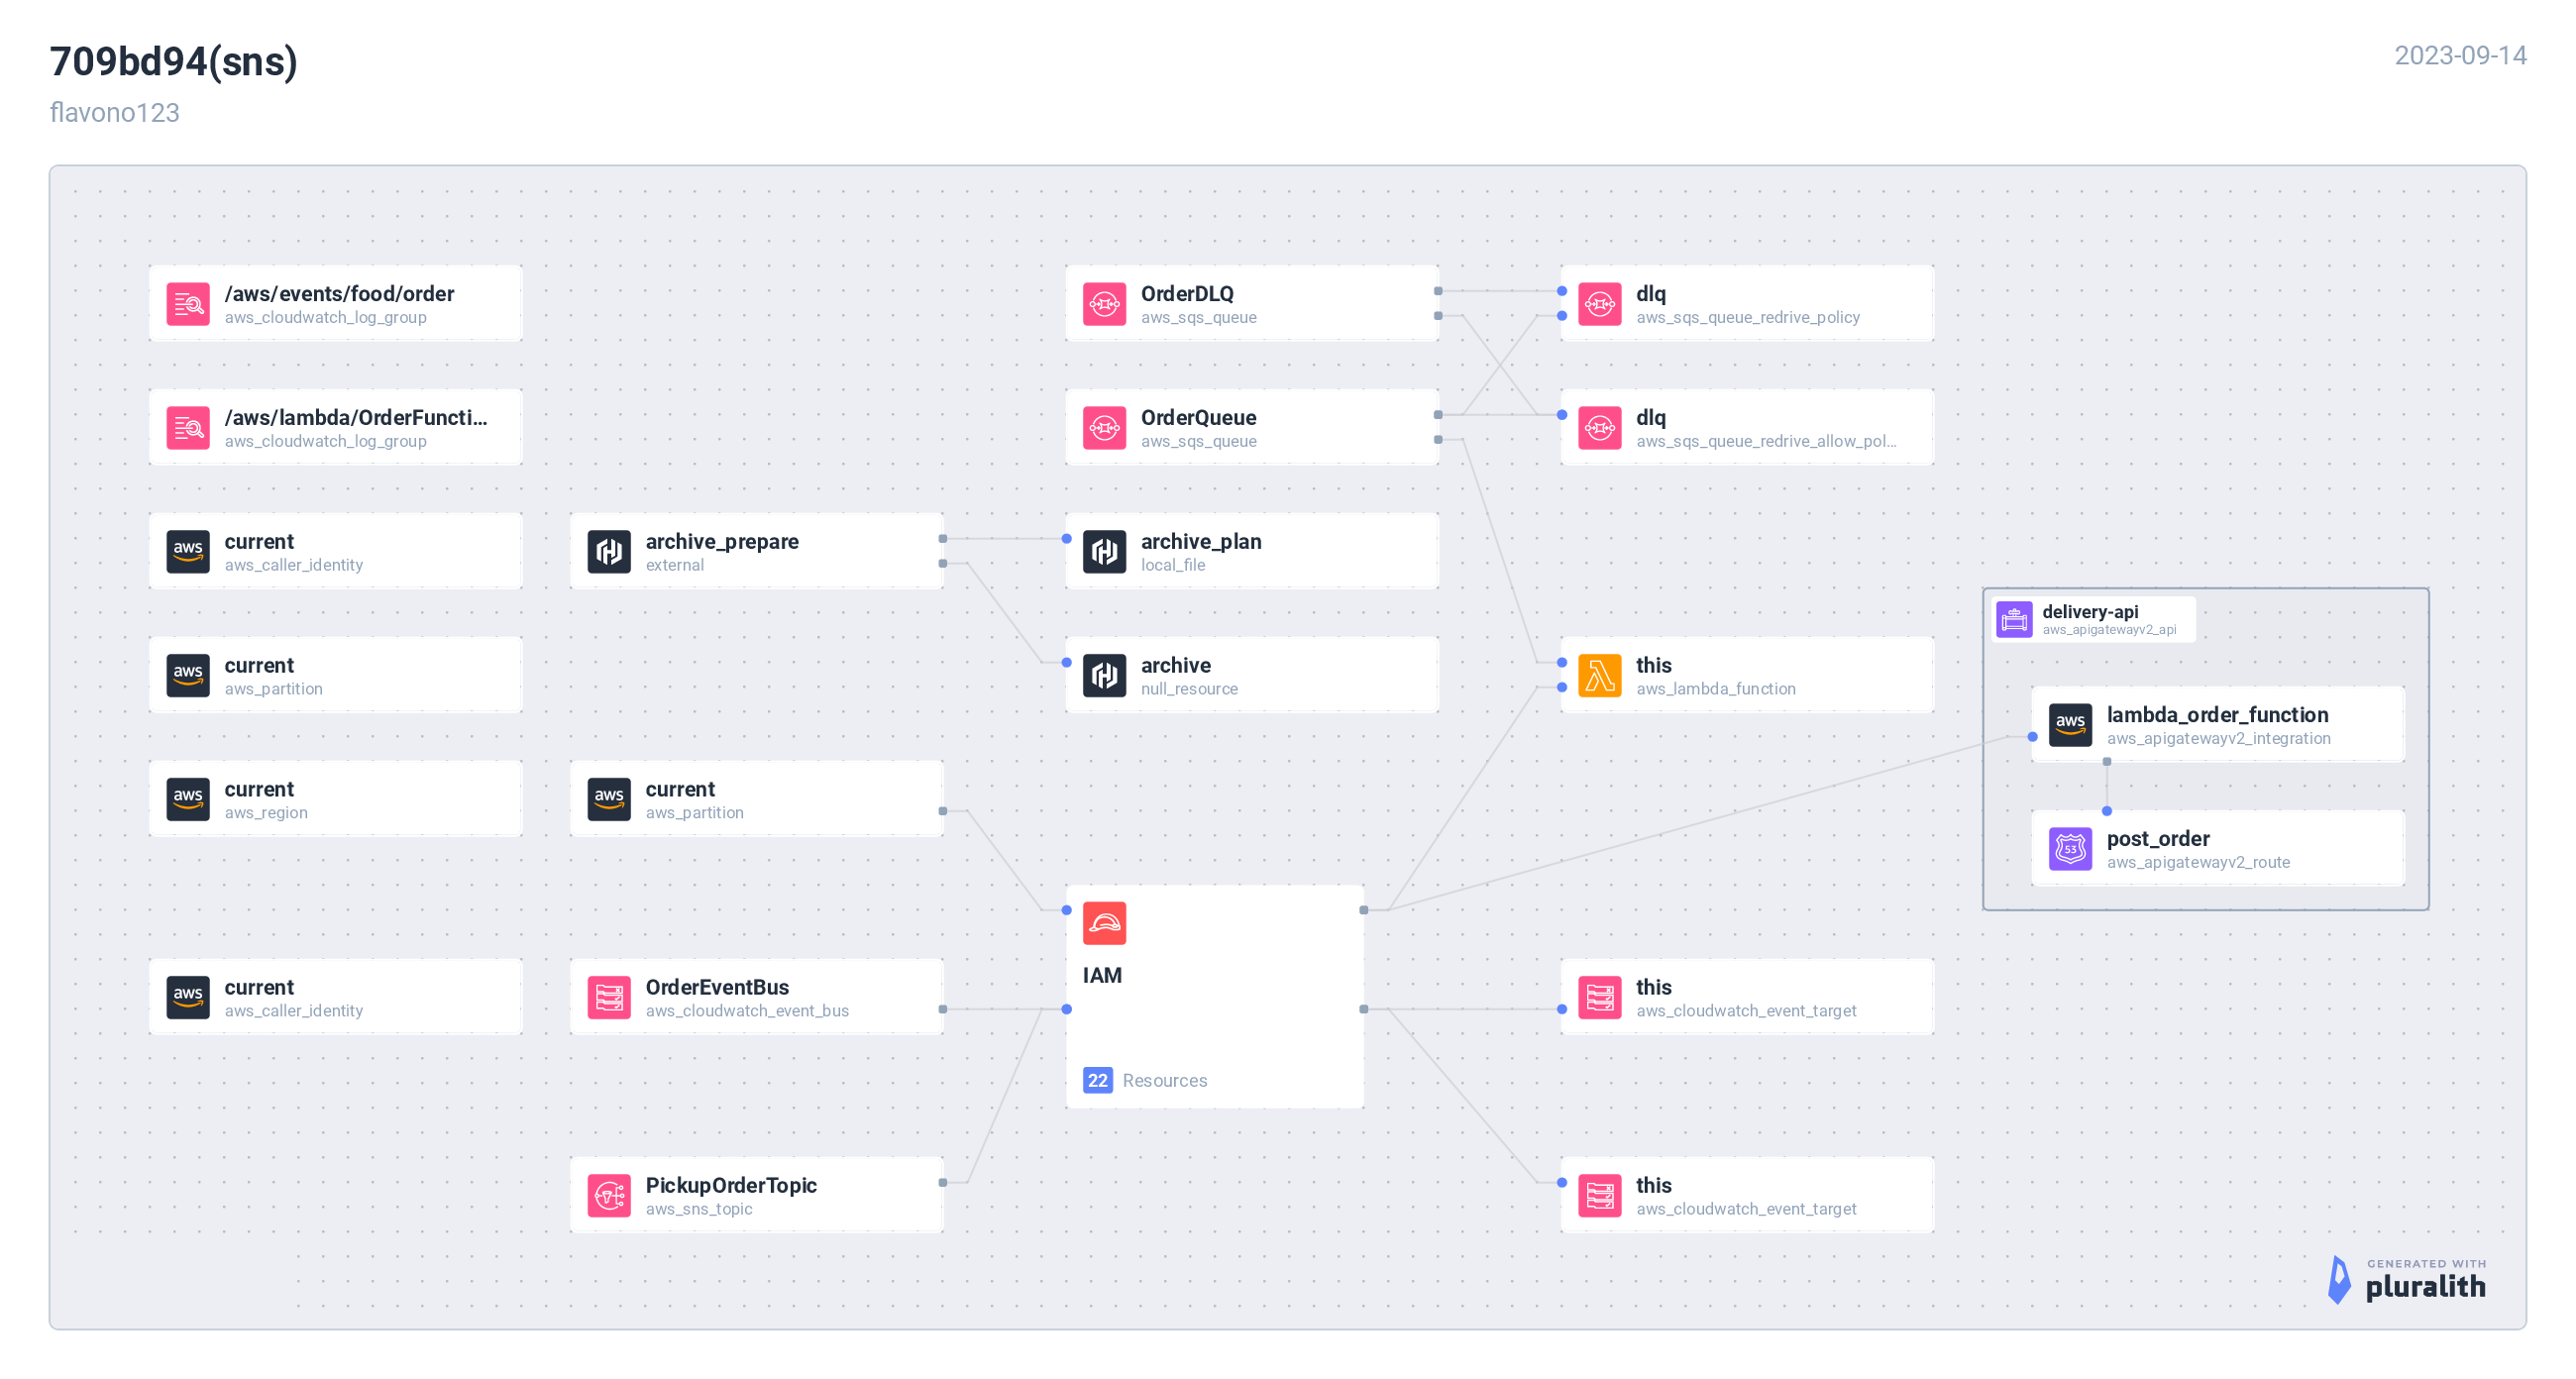 709bd94(sns)
2023-09-14
flavono123
/aws/events/food/order
aws_cloudwatch_log_group
OrderDLQ
aws_sqs_queue
dlq
aws_sqs_queue_redrive_policy
/aws/lambda/OrderFuncti...
aws_cloudwatch_log_group
OrderQueue
aws_sqs_queue
dlq
aws_sqs_queue_redrive_allow_pol...
aws
current
aws_caller_identity
archive_prepare
external
archive_plan
local_file
delivery-api
aws_apigatewayv2_api
aws
current
aws_partition
archive
null_resource
this
aws_lambda_function
aws
lambda_order_function
aws_apigatewayv2_integration
aws
current
aws_region
aws
current
aws_partition
53
post_order
aws_apigatewayv2_route
IAM
22 Resources
aws
current
aws_caller_identity
OrderEventBus
aws_cloudwatch_event_bus
this
aws_cloudwatch_event_target
PickupOrderTopic
aws_sns_topic
this
aws_cloudwatch_event_target
GENERATED WITH
pluralith